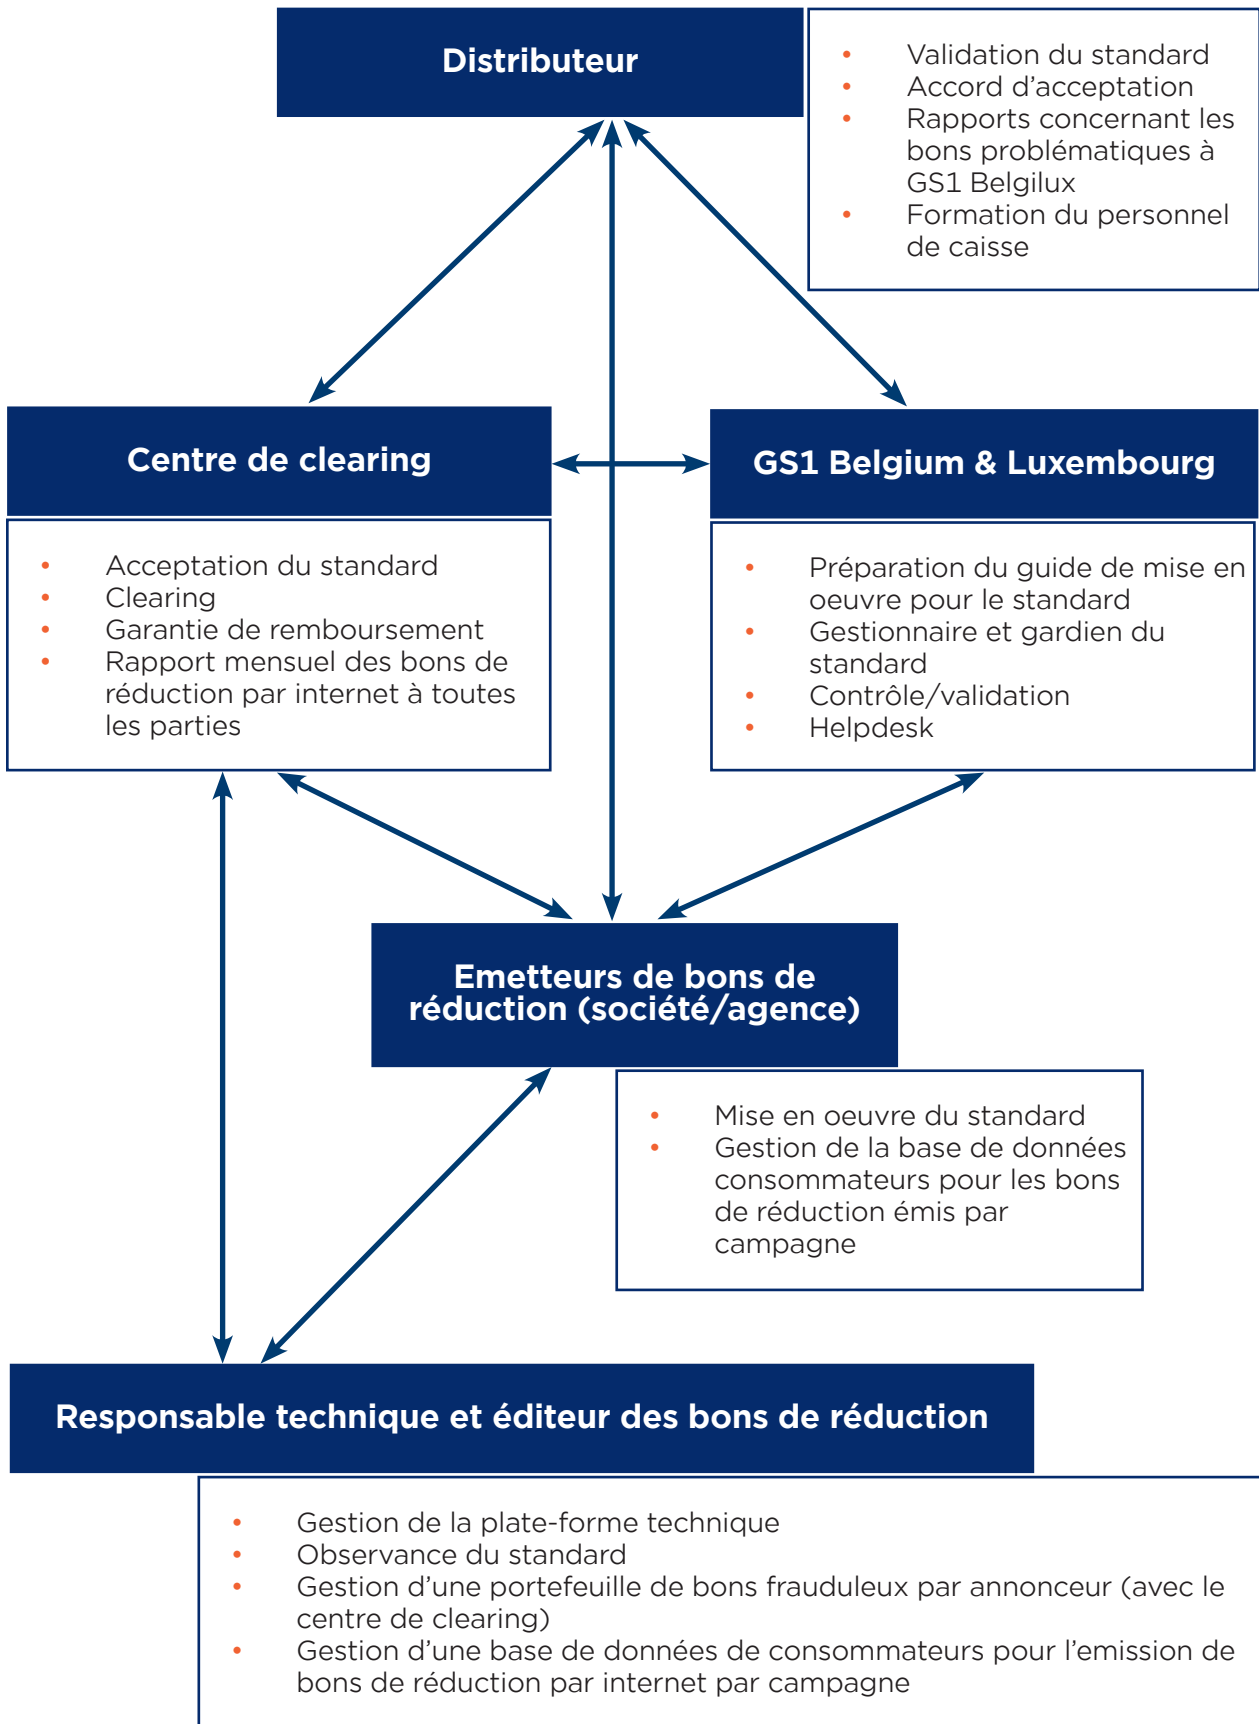 Distributeur
• Validation du standard
• Accord d’acceptation
• Rapports concernant les
bons problématiques à
GS1 Belgilux
• Formation du personnel
de caisse
Centre de clearing
• Acceptation du standard
• Clearing
• Garantie de remboursement
• Rapport mensuel des bons de
réduction par internet à toutes
les parties
GS1 Belgium & Luxembourg
• Préparation du guide de mise en
oeuvre pour le standard
• Gestionnaire et gardien du
standard
• Contrôle/validation
• Helpdesk
Emetteurs de bons de
réduction (société/agence)
• Mise en oeuvre du standard
• Gestion de la base de données
consommateurs pour les bons
de réduction émis par
campagne
Responsable technique et éditeur des bons de réduction
• Gestion de la plate-forme technique
• Observance du standard
• Gestion d’une portefeuille de bons frauduleux par annonceur (avec le
centre de clearing)
• Gestion d’une base de données de consommateurs pour l’emission de
bons de réduction par internet par campagne